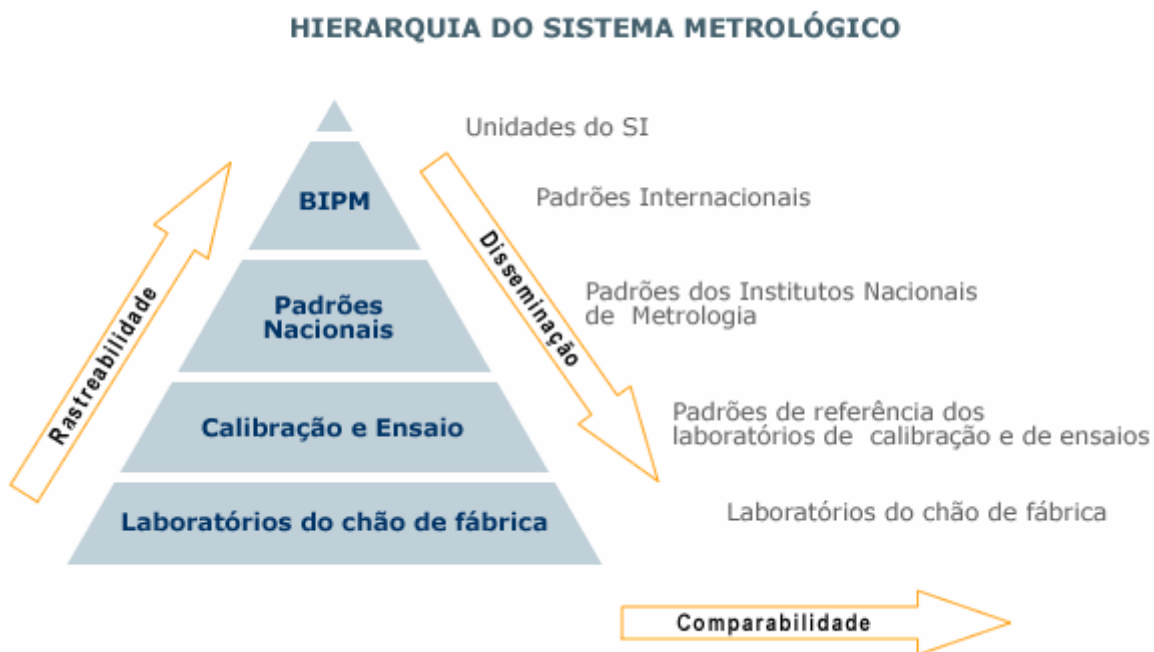 HIERARQUIA DO SISTEMA METROLÓGICO
Unidades do SI
BIPM
Padrões Internacionais
Rastreabilidade
Disseminação
Padrões
Nacionais
Padrões dos Institutos Nacionais
de Metrologia
Calibração e Ensaio
Padrões de referência dos
laboratórios de calibração e de ensaios
Laboratórios do chão de fábrica
Laboratórios do chão de fábrica
Comparabilidade